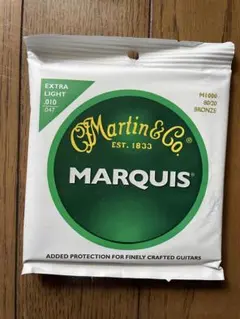 EXTRA
LIGHT
.010
.047
M1000
80/20
BRONZE
C.F. Martin & Co.
EST. 1833
MARQUIS®
ADDED PROTECTION FOR FINELY CRAFTED GUITARS